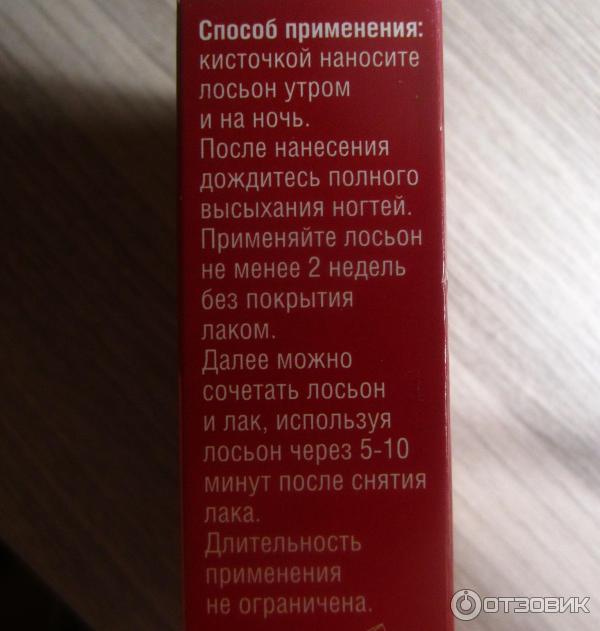 Способ применения:
кисточкой наносите
лосьон утром
и на ночь.
После нанесения
дождитесь полного
высыхания ногтей.
Применяйте лосьон
не менее 2 недель
без покрытия
лаком.
Далее можно
сочетать лосьон
и лак, используя
лосьон через 5-10
минут после снятия
лака.
Длительность
применения
не ограничена.
ОТЗОВИК